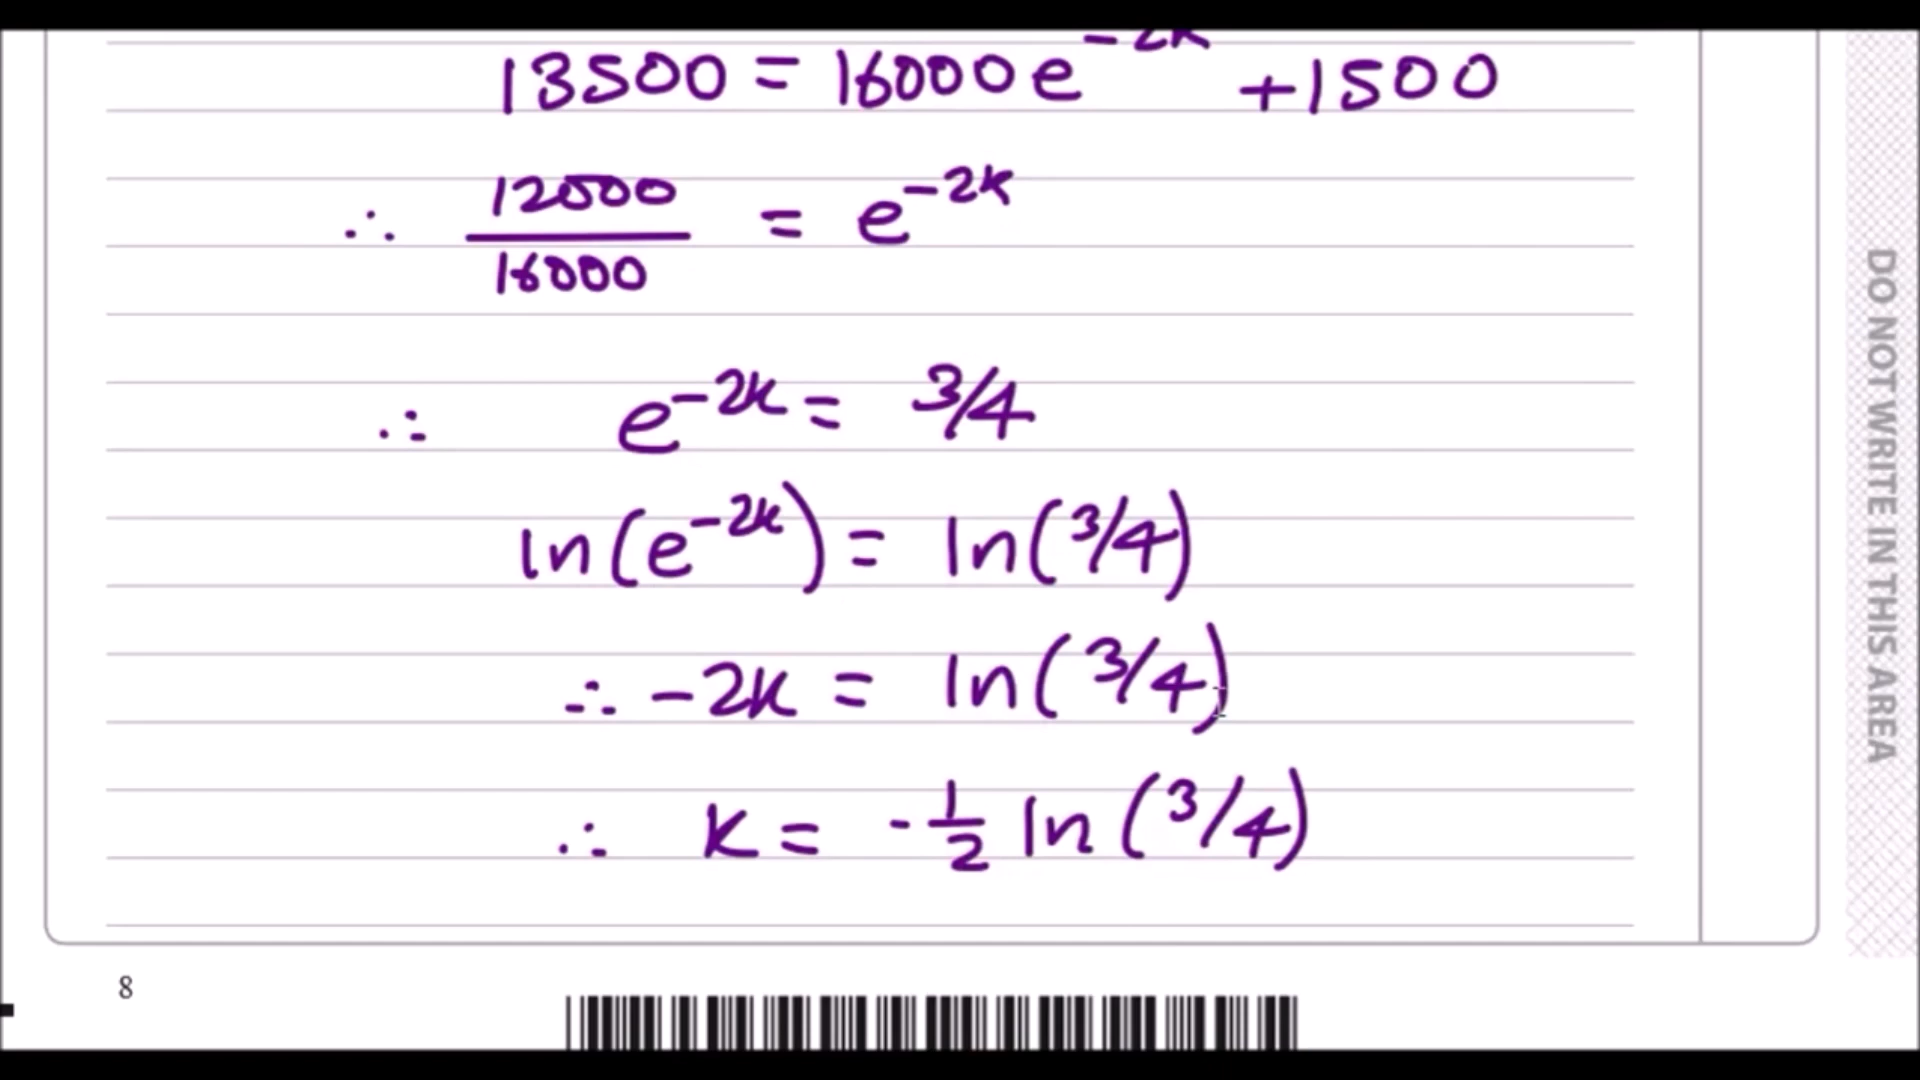 13500 = 16000e^{-2k} + 1500
∴ 12000/16000 = e^{-2k}
∴ e^{-2k} = 3/4
ln(e^{-2k}) = ln(3/4)
∴ -2k = ln(3/4)
∴ k = -1/2 ln(3/4)
8
DO NOT WRITE IN THIS AREA